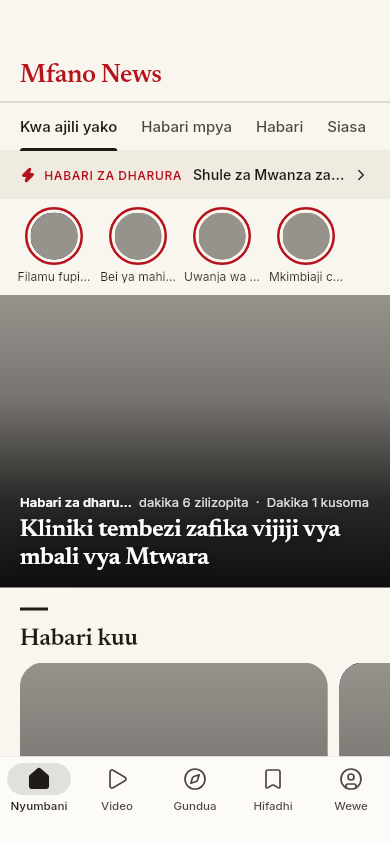 Mfano News
Kwa ajili yako Habari mpya Habari Siasa
HABARI ZA DHARURA Shule za Mwanza za…
Filamu fupi… Bei ya mahi… Uwanja wa … Mkimbiaji c…
Habari za dharu… dakika 6 zilizopita · Dakika 1 kusoma
Kliniki tembezi zafika vijiji vya
mbali vya Mtwara
Habari kuu
Nyumbani Video Gundua Hifadhi Wewe